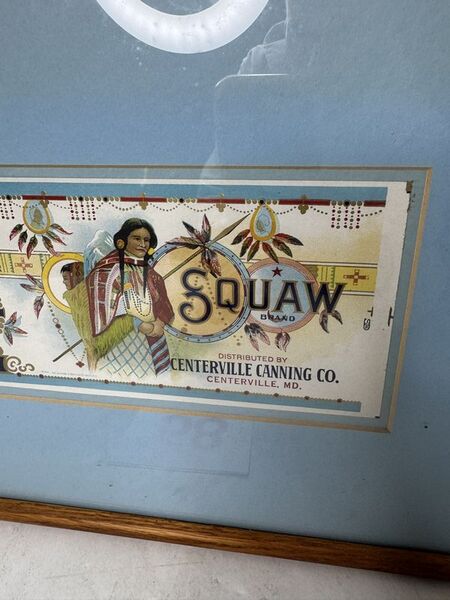 SQUAW
BRAND
DISTRIBUTED BY
CENTERVILLE CANNING CO.
CENTERVILLE, MD.